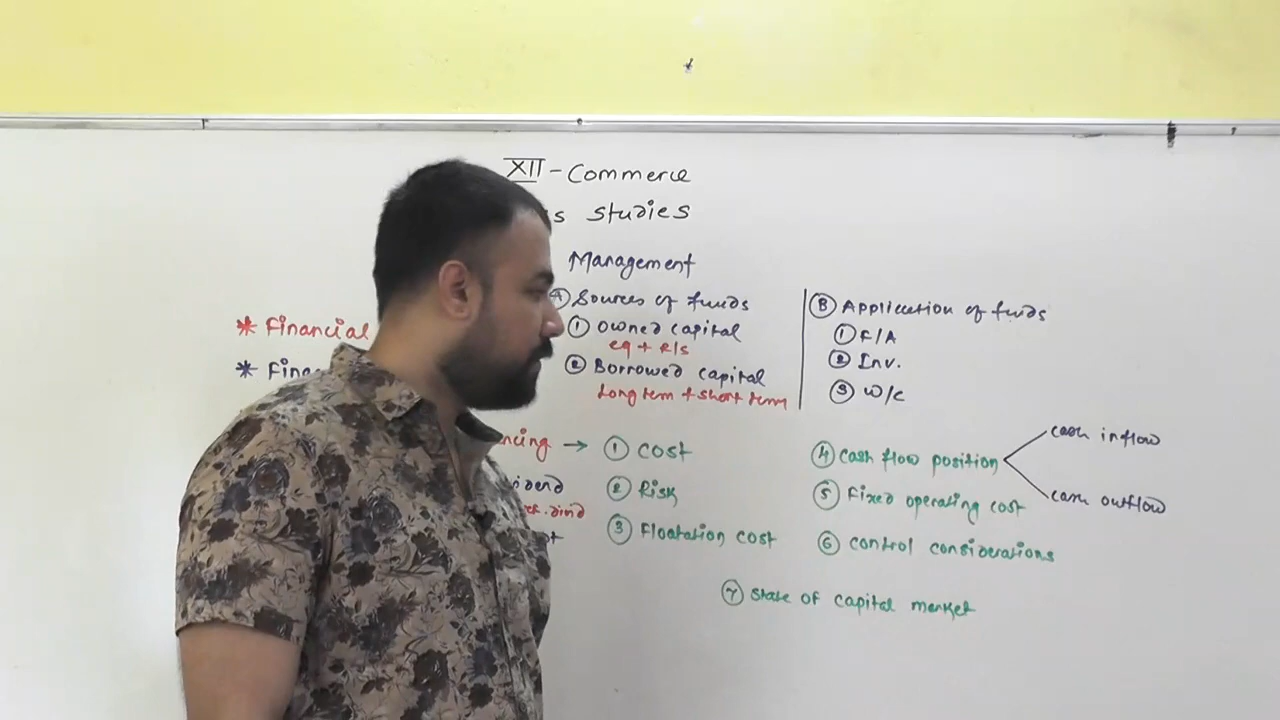 XII - Commerce
s studies
Management
A Sources of funds
* Financial
1 owned capital
eq + R/S
* Fina
2 Borrowed capital
Long term + short term
B Application of funds
1 F/A
2 Inv.
3 W/C
ncing → 1 cost
2 Risk
3 Floatation cost
4 cash flow position
cash inflow
cash outflow
5 Fixed operating cost
6 control considerations
7 state of capital market